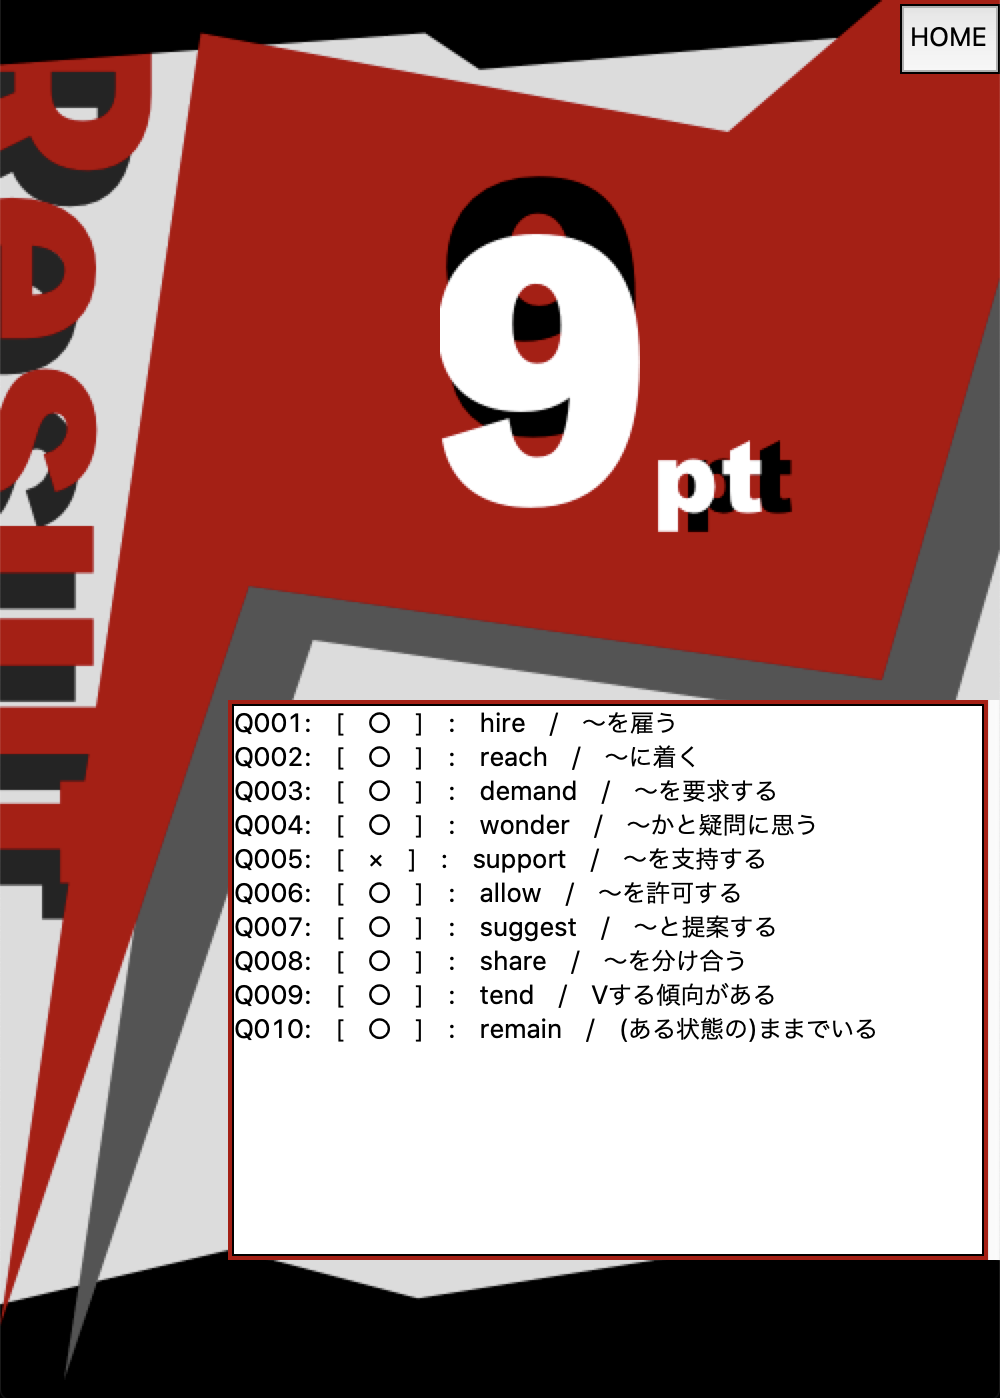 HOME
Result
9
ptt
Q001: [ ○ ] : hire / ～を雇う
Q002: [ ○ ] : reach / ～に着く
Q003: [ ○ ] : demand / ～を要求する
Q004: [ ○ ] : wonder / ～かと疑問に思う
Q005: [ × ] : support / ～を支持する
Q006: [ ○ ] : allow / ～を許可する
Q007: [ ○ ] : suggest / ～と提案する
Q008: [ ○ ] : share / ～を分け合う
Q009: [ ○ ] : tend / Vする傾向がある
Q010: [ ○ ] : remain / (ある状態の)ままでいる